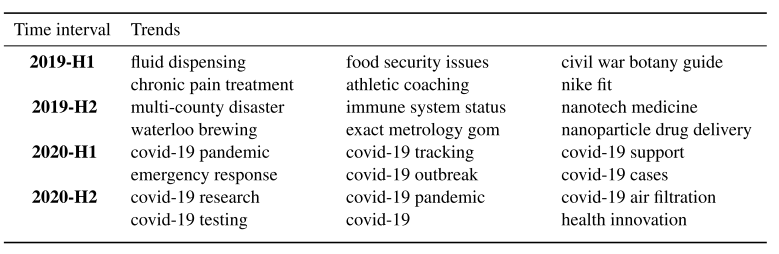 Time interval Trends
2019-H1 fluid dispensing food security issues civil war botany guide
chronic pain treatment athletic coaching nike fit
2019-H2 multi-county disaster immune system status nanotech medicine
waterloo brewing exact metrology gom nanoparticle drug delivery
2020-H1 covid-19 pandemic covid-19 tracking covid-19 support
emergency response covid-19 outbreak covid-19 cases
2020-H2 covid-19 research covid-19 pandemic covid-19 air filtration
covid-19 testing covid-19 health innovation